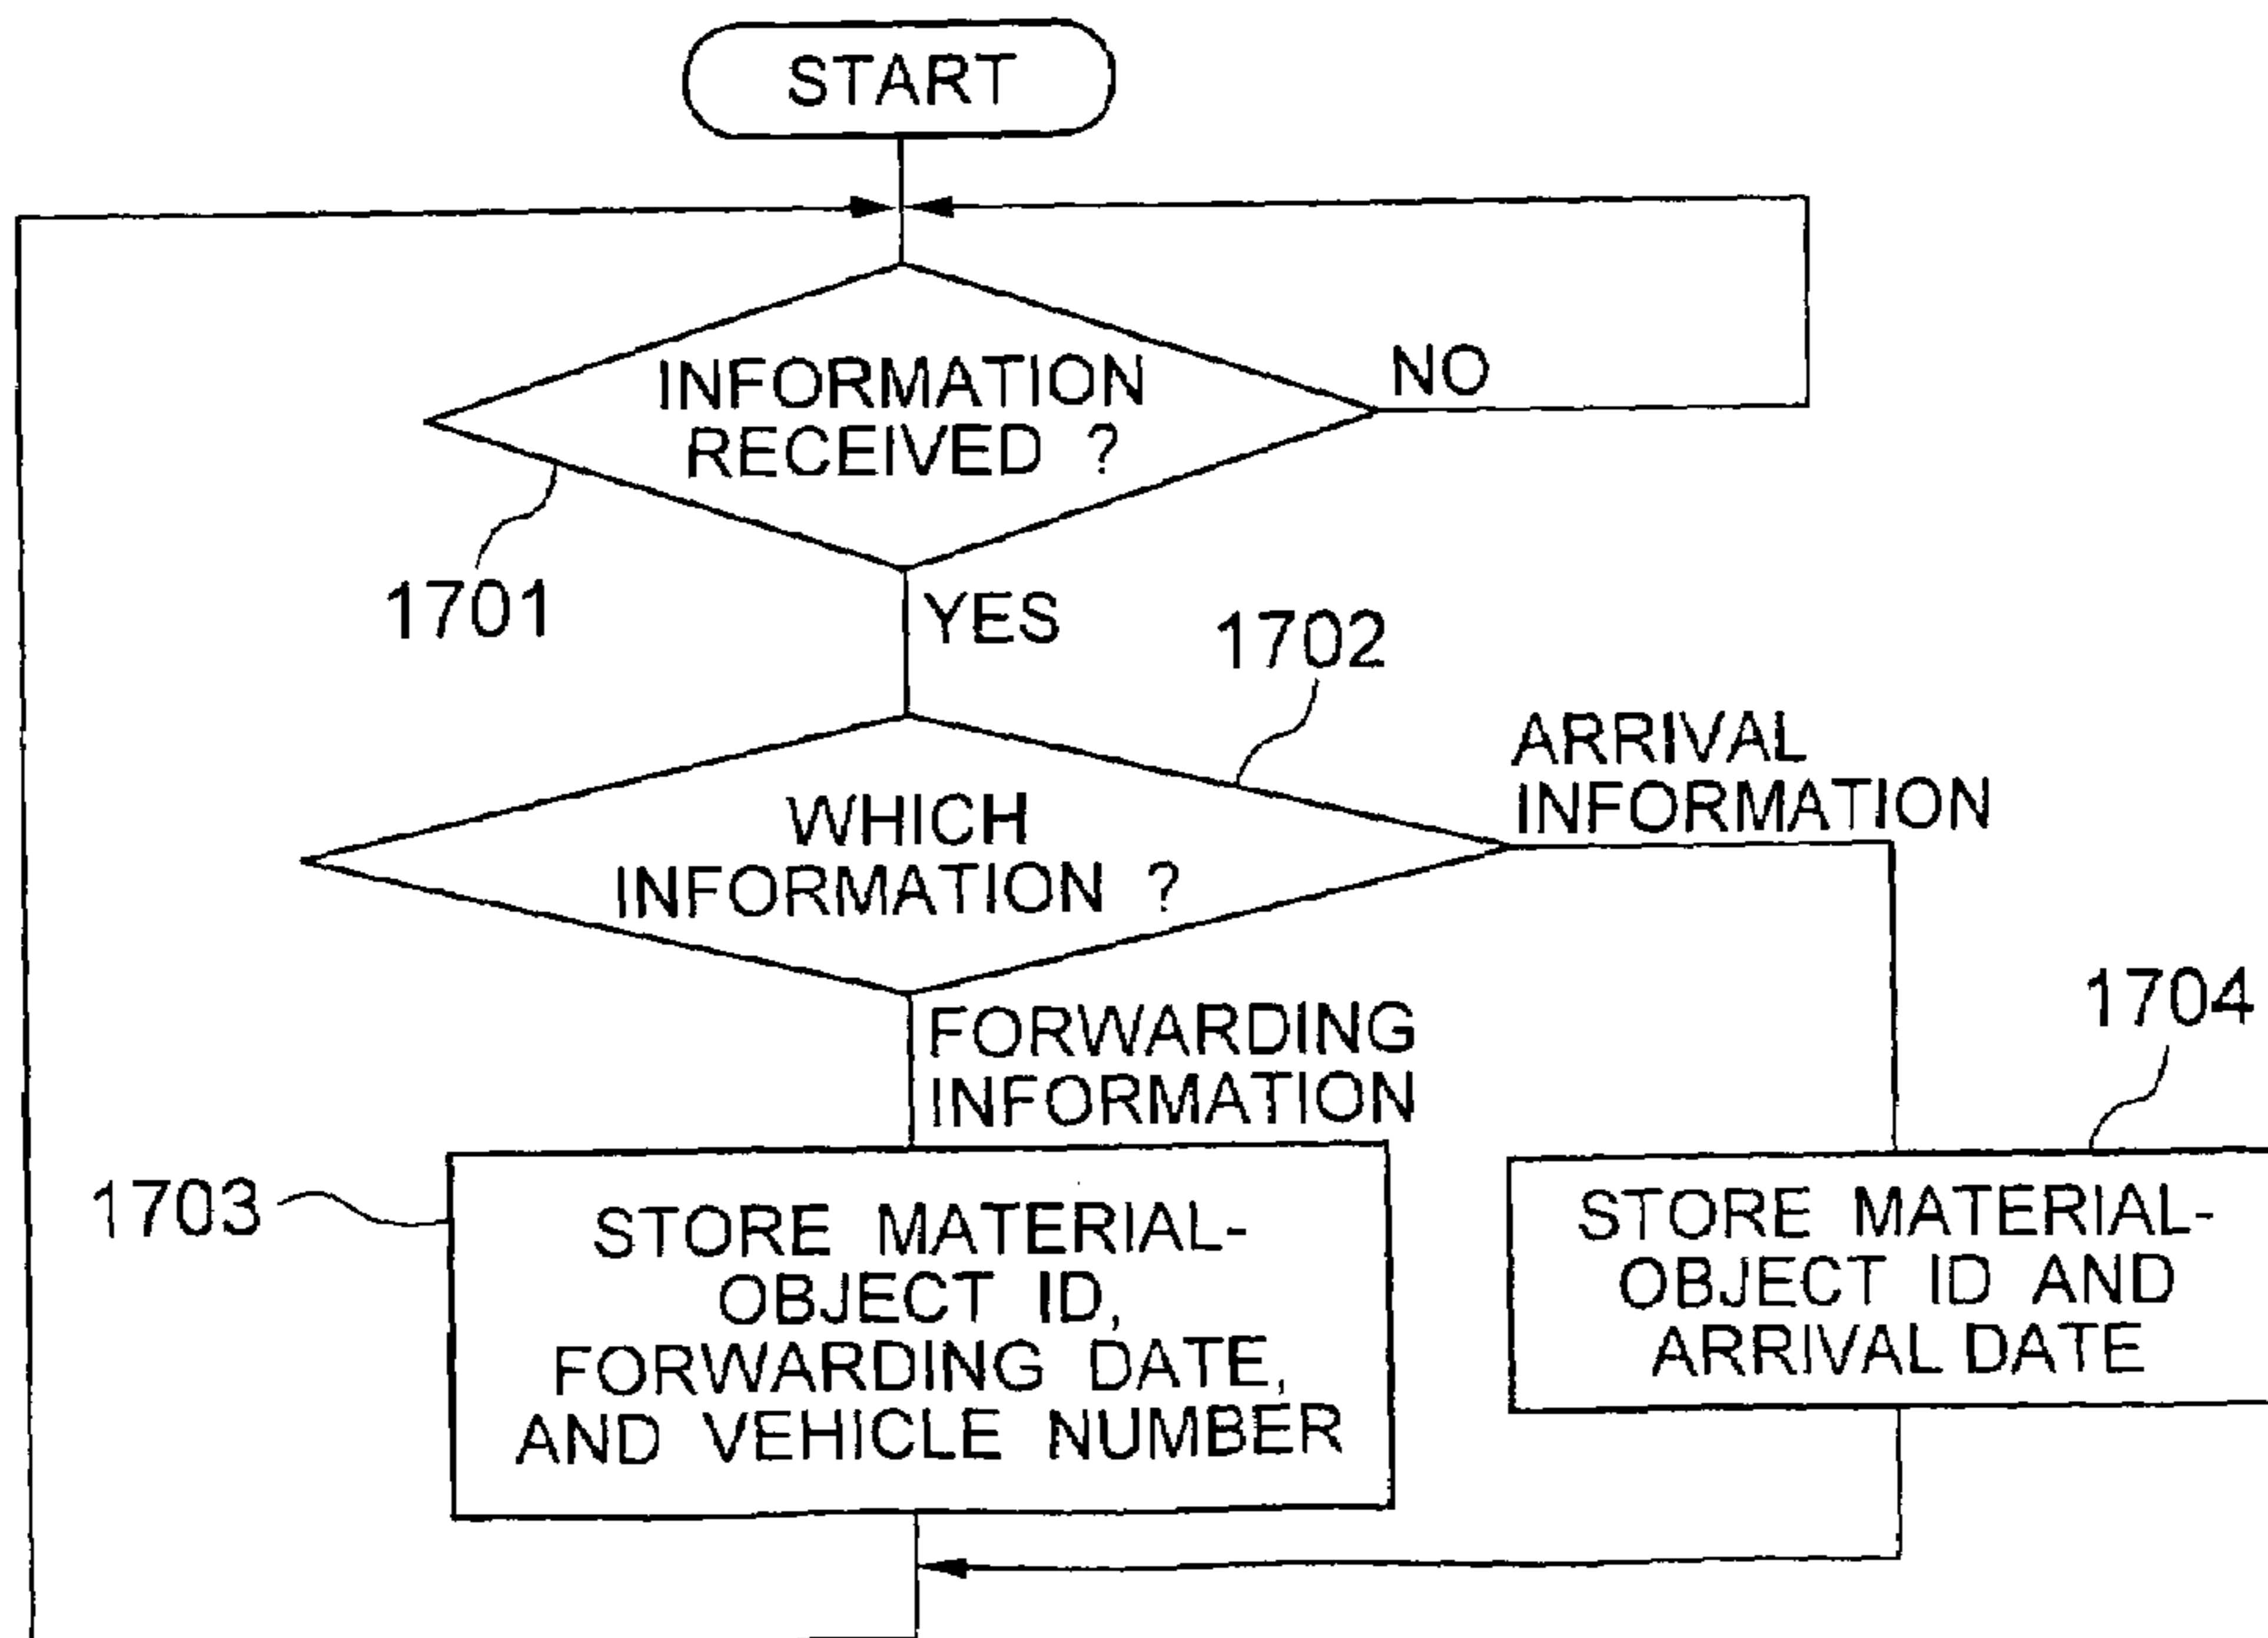 START
INFORMATION
RECEIVED ?
NO
1701
YES
1702
WHICH
INFORMATION ?
ARRIVAL
INFORMATION
FORWARDING
INFORMATION
1704
1703
STORE MATERIAL-
OBJECT ID,
FORWARDING DATE,
AND VEHICLE NUMBER
STORE MATERIAL-
OBJECT ID AND
ARRIVAL DATE